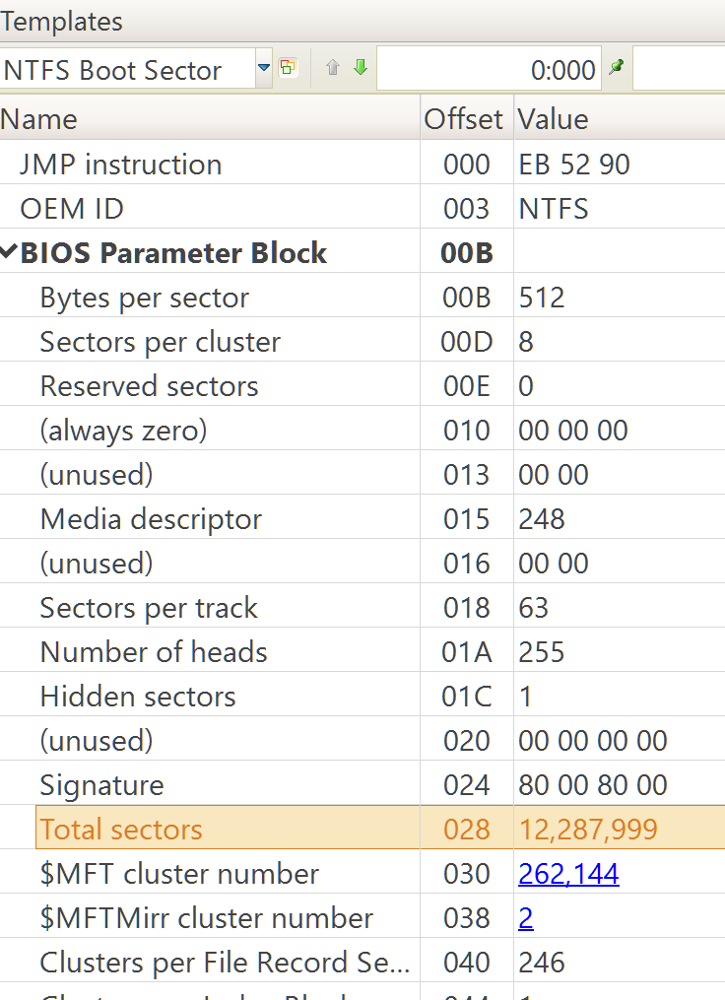 Templates
NTFS Boot Sector 0:000
Name Offset Value
JMP instruction 000 EB 52 90
OEM ID 003 NTFS
BIOS Parameter Block 00B
Bytes per sector 00B 512
Sectors per cluster 00D 8
Reserved sectors 00E 0
(always zero) 010 00 00 00
(unused) 013 00 00
Media descriptor 015 248
(unused) 016 00 00
Sectors per track 018 63
Number of heads 01A 255
Hidden sectors 01C 1
(unused) 020 00 00 00 00
Signature 024 80 00 80 00
Total sectors 028 12,287,999
$MFT cluster number 030 262,144
$MFTMirr cluster number 038 2
Clusters per File Record Se... 040 246